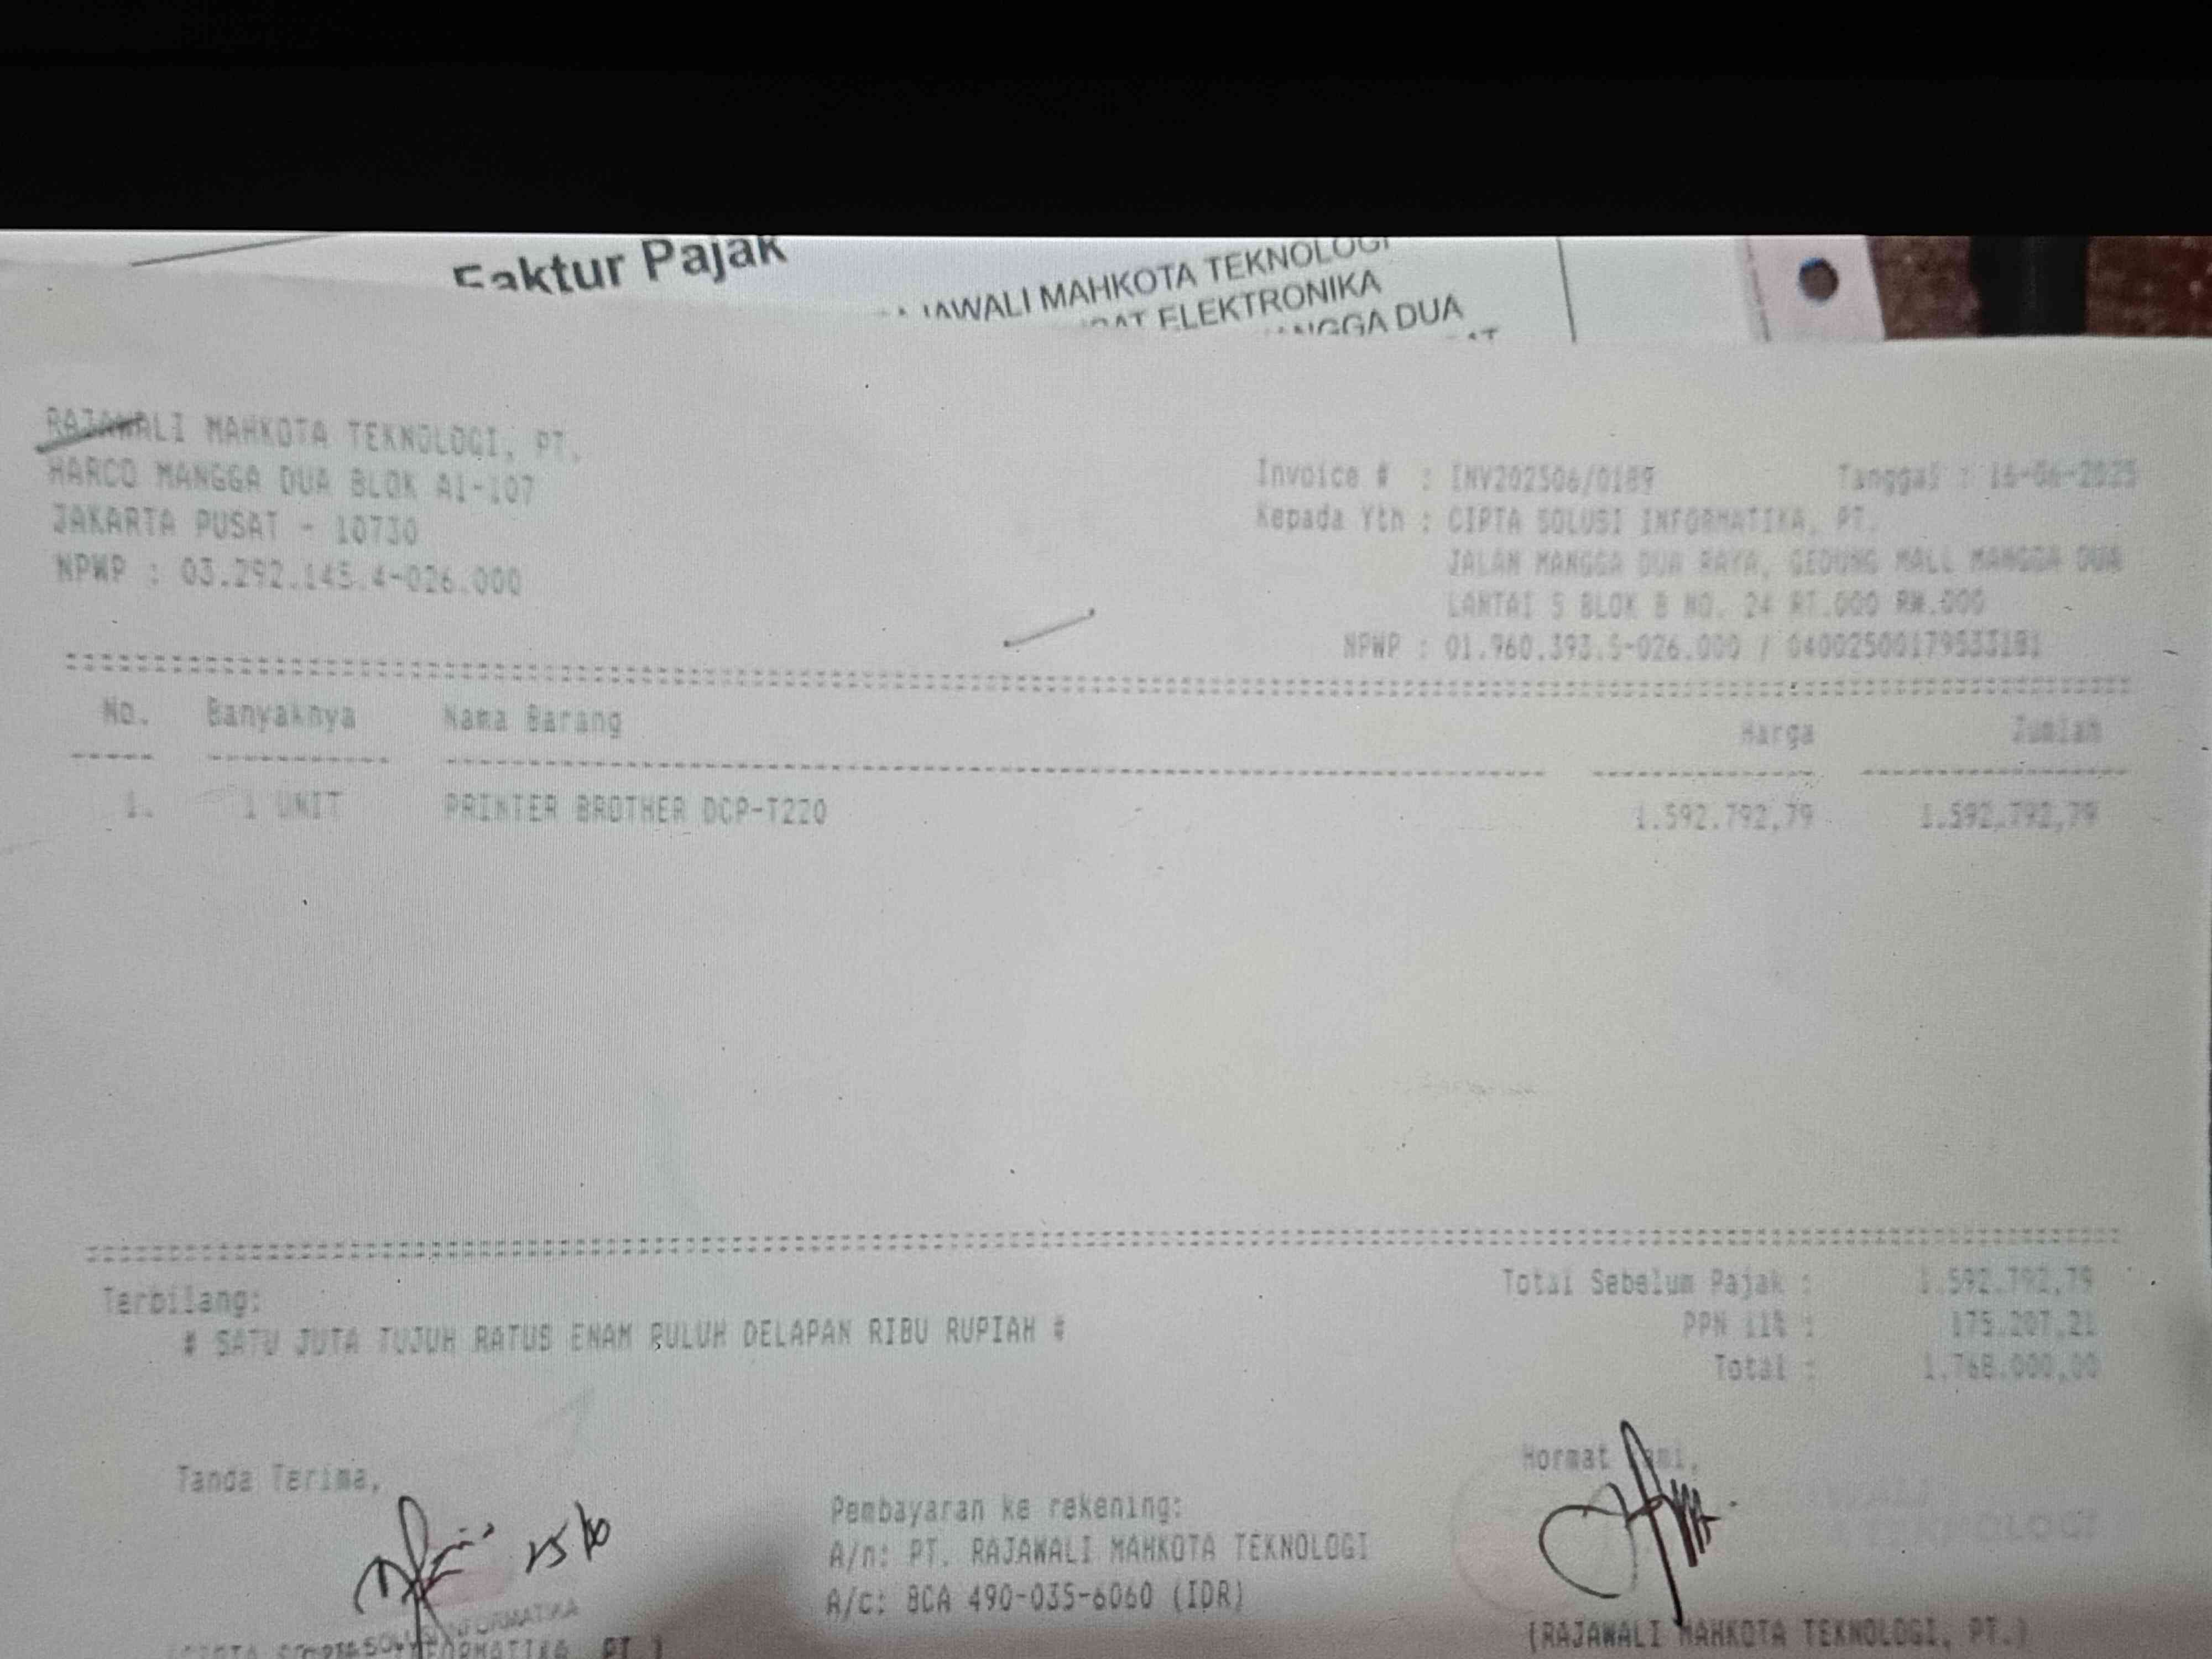 Faktur Pajak
MAHKOTA TEKNOLOGI
ELEKTRONIKA
DUA
RAJAWALI MAHKOTA TEKNOLOGI, PT.
HARCO MANGGA DUA BLOK A1-107
JAKARTA PUSAT - 10730
NPWP : 03.292.145.4-026.000
Invoice # : INV202506/0189 Tanggal : 16-06-2025
Kepada Yth : CIPTA SOLUSI INFORMATIKA, PT.
JALAN MANGGA DUA RAYA, GEDUNG MALL MANGGA DUA
LANTAI 5 BLOK B NO. 24 RT.000 RW.000
NPWP : 01.960.393.5-026.000 /
No. Banyaknya Nama Barang Harga Jumlah
1. 1 UNIT PRINTER BROTHER DCP-T220 1.592.792,79 1.592.792,79
Terbilang:
# SATU JUTA TUJUH RATUS ENAM PULUH DELAPAN RIBU RUPIAH #
Total Sebelum Pajak : 1.592.792,79
PPN 11% : 175.207,21
Total : 1.768.000,00
Tanda Terima,
Hormat
Pembayaran ke rekening:
A/n: PT. RAJAWALI MAHKOTA TEKNOLOGI
A/c: BCA 490-035-6060 (IDR)
(RAJAWALI MAHKOTA TEKNOLOGI, PT.)